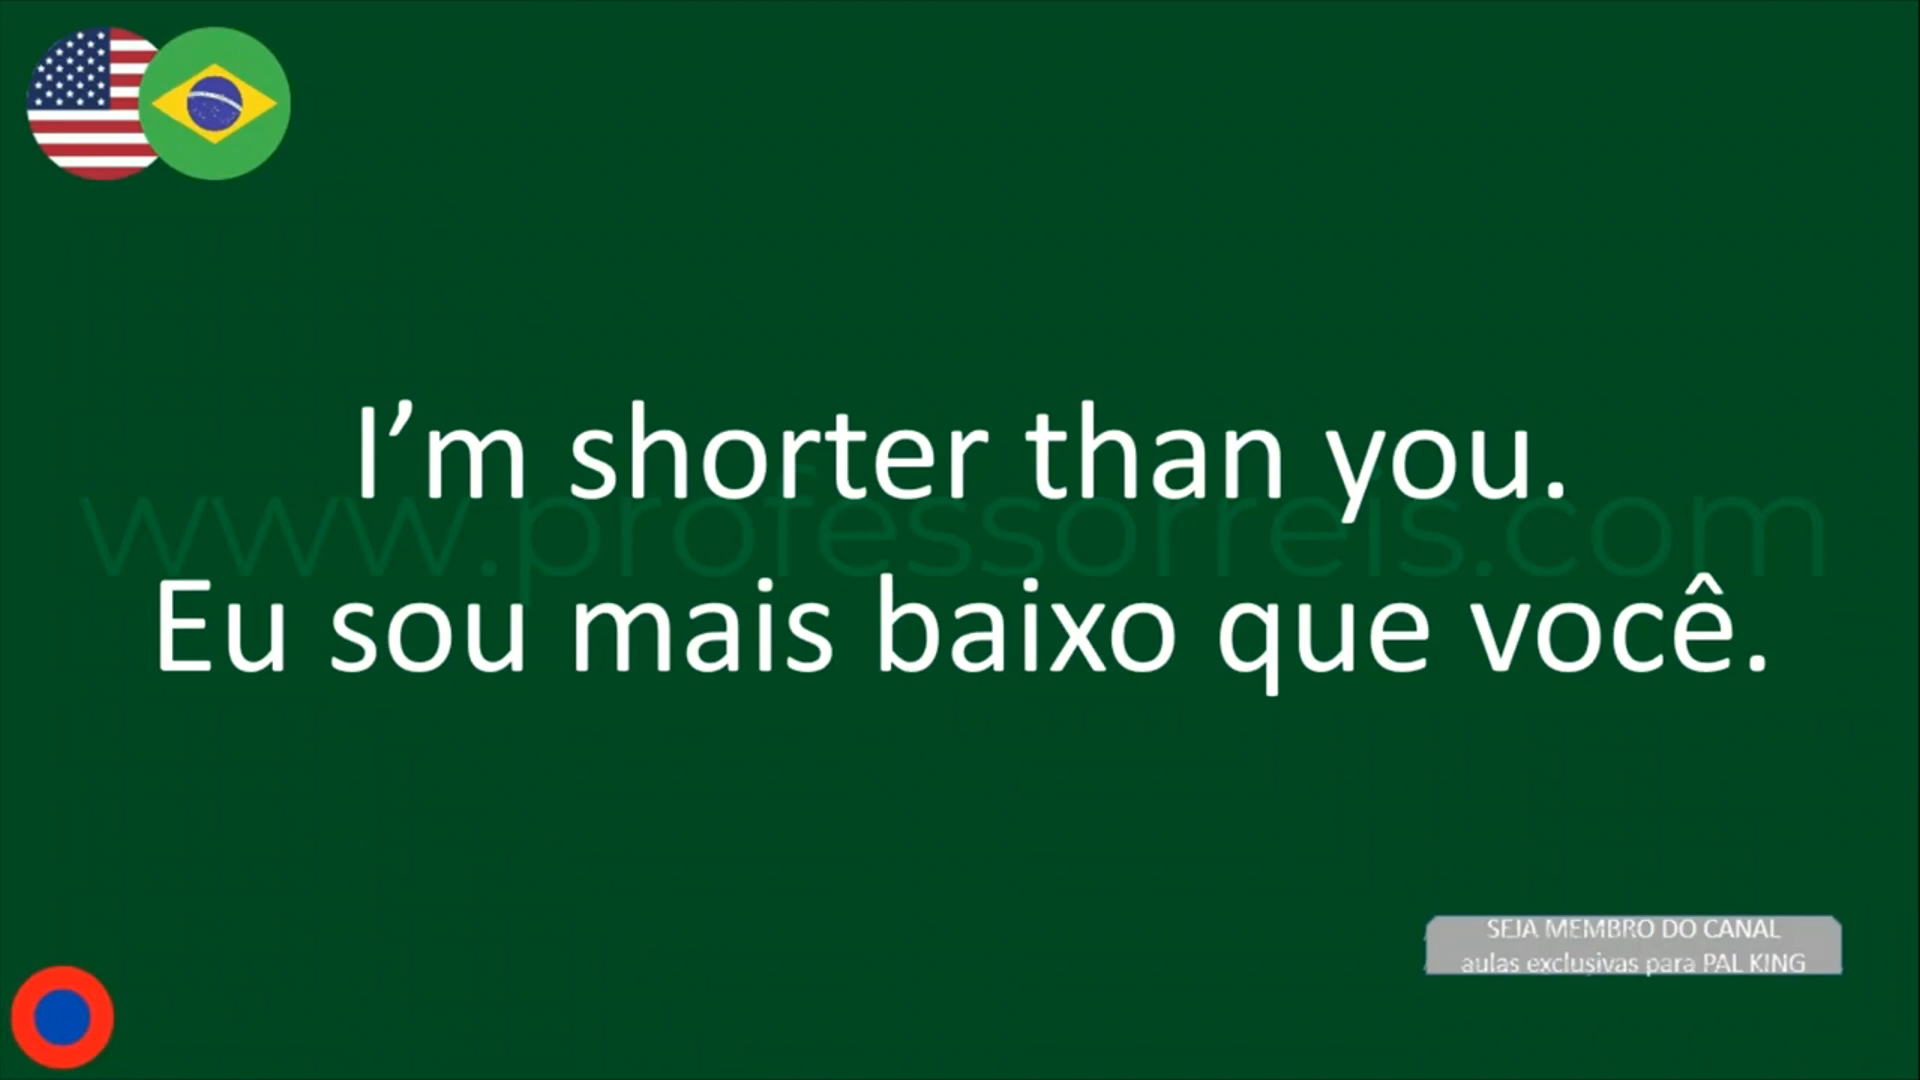 I’m shorter than you.
www.professorreis.com
Eu sou mais baixo que você.
SEJA MEMBRO DO CANAL
aulas exclusivas para PAL KING